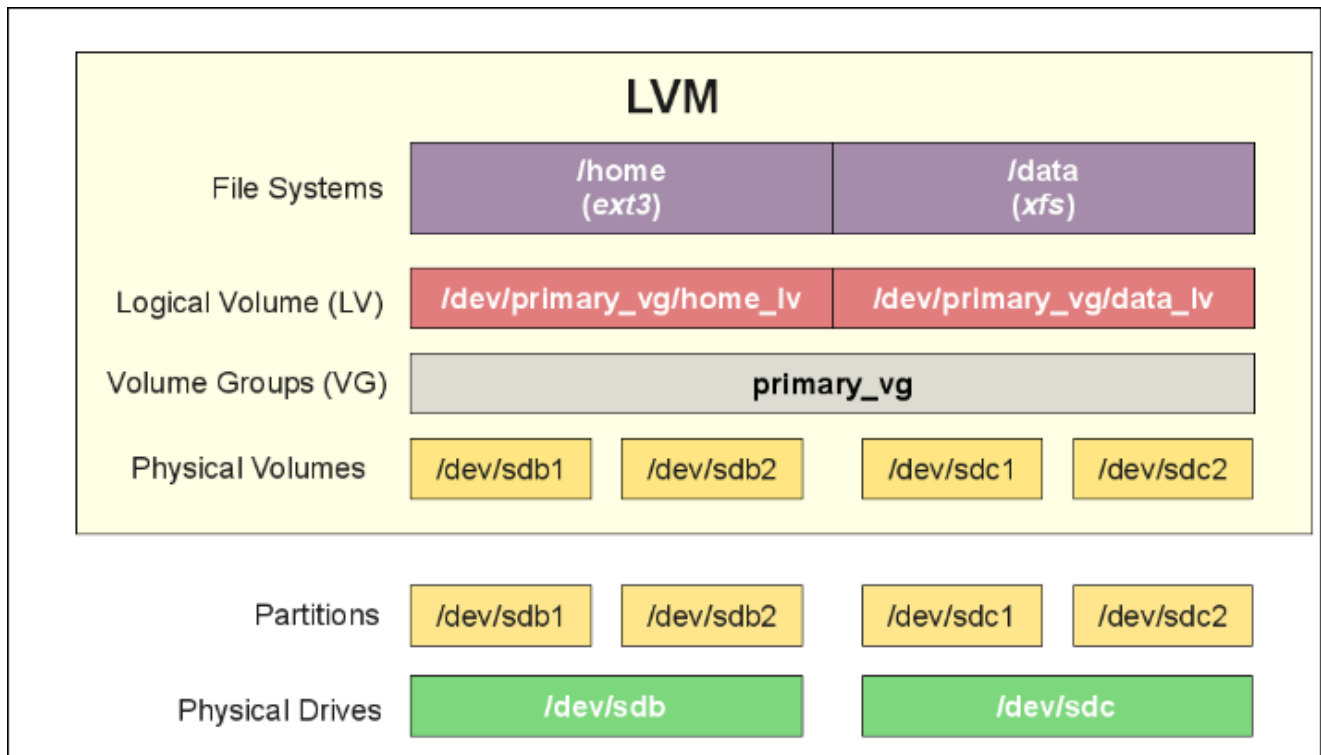 LVM
File Systems
/home
(ext3)
/data
(xfs)
Logical Volume (LV)
/dev/primary_vg/home_lv
/dev/primary_vg/data_lv
Volume Groups (VG)
primary_vg
Physical Volumes
/dev/sdb1
/dev/sdb2
/dev/sdc1
/dev/sdc2
Partitions
/dev/sdb1
/dev/sdb2
/dev/sdc1
/dev/sdc2
Physical Drives
/dev/sdb
/dev/sdc